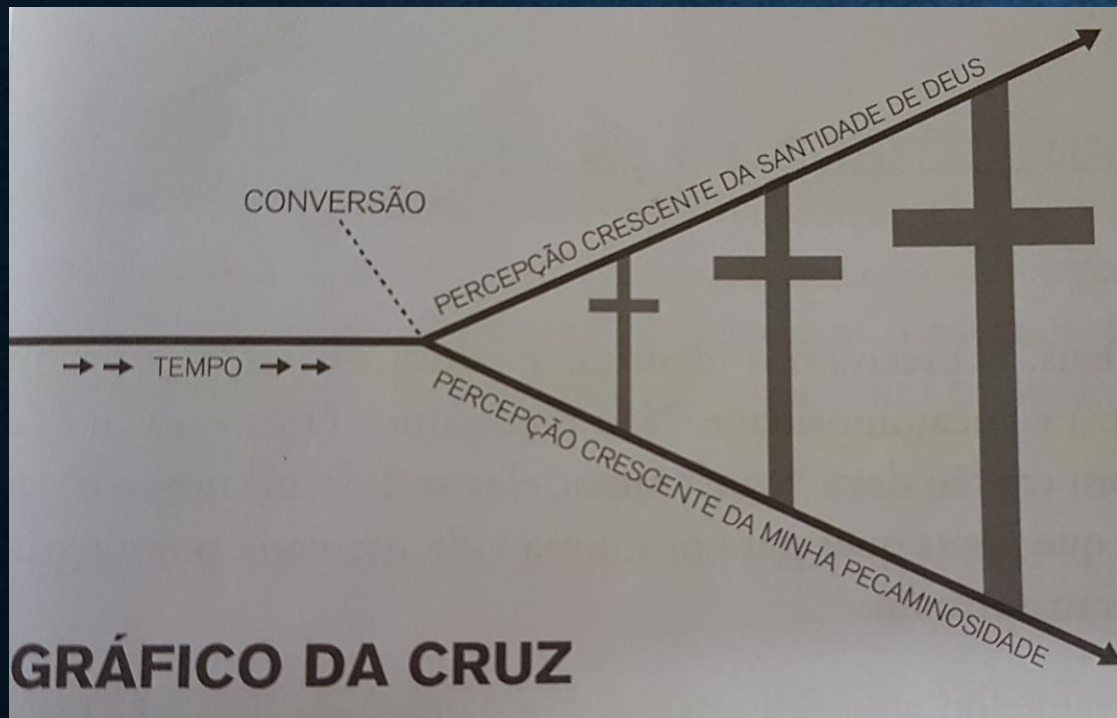 CONVERSÃO
PERCEPÇÃO CRESCENTE DA SANTIDADE DE DEUS
TEMPO
PERCEPÇÃO CRESCENTE DA MINHA PECAMINOSIDADE
GRÁFICO DA CRUZ